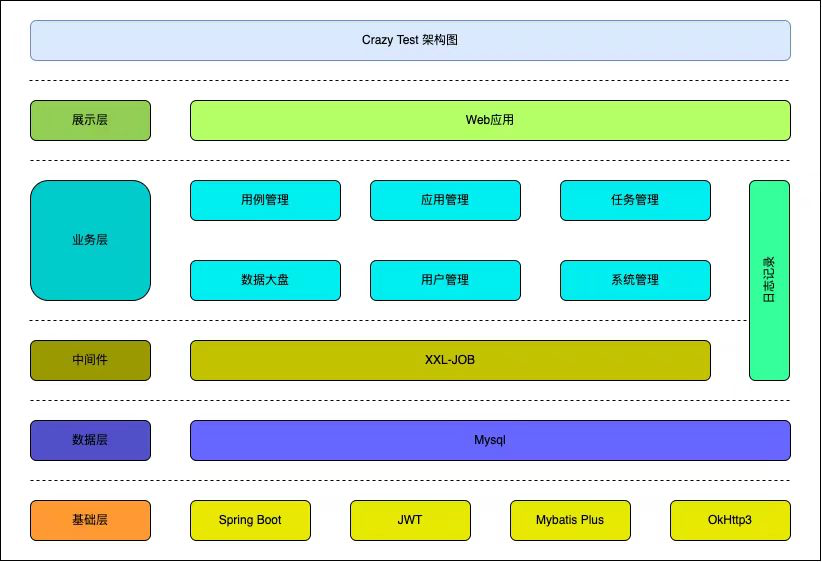 Crazy Test 架构图
展示层
Web应用
业务层
用例管理
应用管理
任务管理
数据大盘
用户管理
系统管理
日志记录
中间件
XXL-JOB
数据层
Mysql
基础层
Spring Boot
JWT
Mybatis Plus
OkHttp3